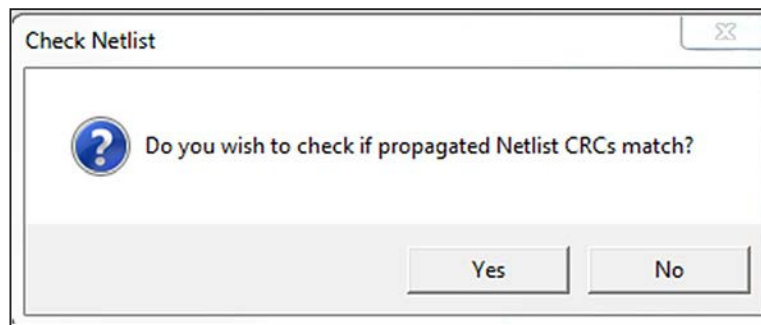 Check Netlist
Do you wish to check if propagated Netlist CRCs match?
Yes
No